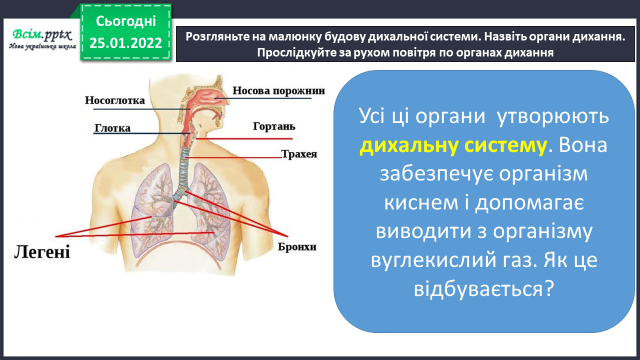 Всім.pptx
Нова українська школа
Сьогодні
25.01.2022
Розгляньте на малюнку будову дихальної системи. Назвіть органи дихання.
Прослідкуйте за рухом повітря по органах дихання
Носоглотка
Носова порожнин
Глотка
Гортань
Трахея
Легені
Бронхи
Усі ці органи утворюють
дихальну систему. Вона
забезпечує організм
киснем і допомагає
виводити з організму
вуглекислий газ. Як це
відбувається?